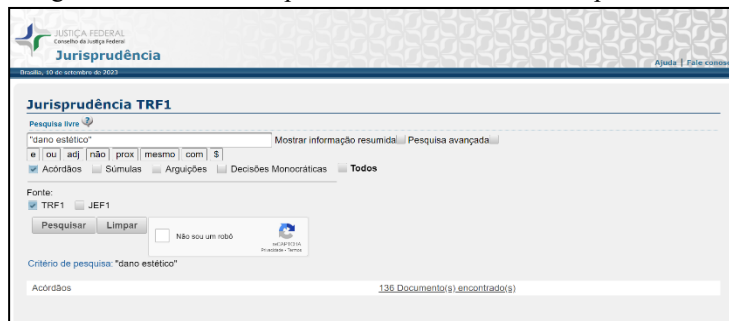 JUSTIÇA FEDERAL
Conselho da Justiça Federal
Jurisprudência
Ajuda | Fale conos
Brasília, 10 de setembro de 2023
Jurisprudência TRF1
Pesquisa livre
"dano estético" Mostrar informação resumida Pesquisa avançada
e ou adj não prox mesmo com $
Acórdãos Súmulas Arguições Decisões Monocráticas Todos
Fonte:
TRF1 JEF1
Pesquisar Limpar Não sou um robô
reCAPTCHA
Privacidade - Termos
Critério de pesquisa: "dano estético"
Acórdãos 136 Documento(s) encontrado(s)